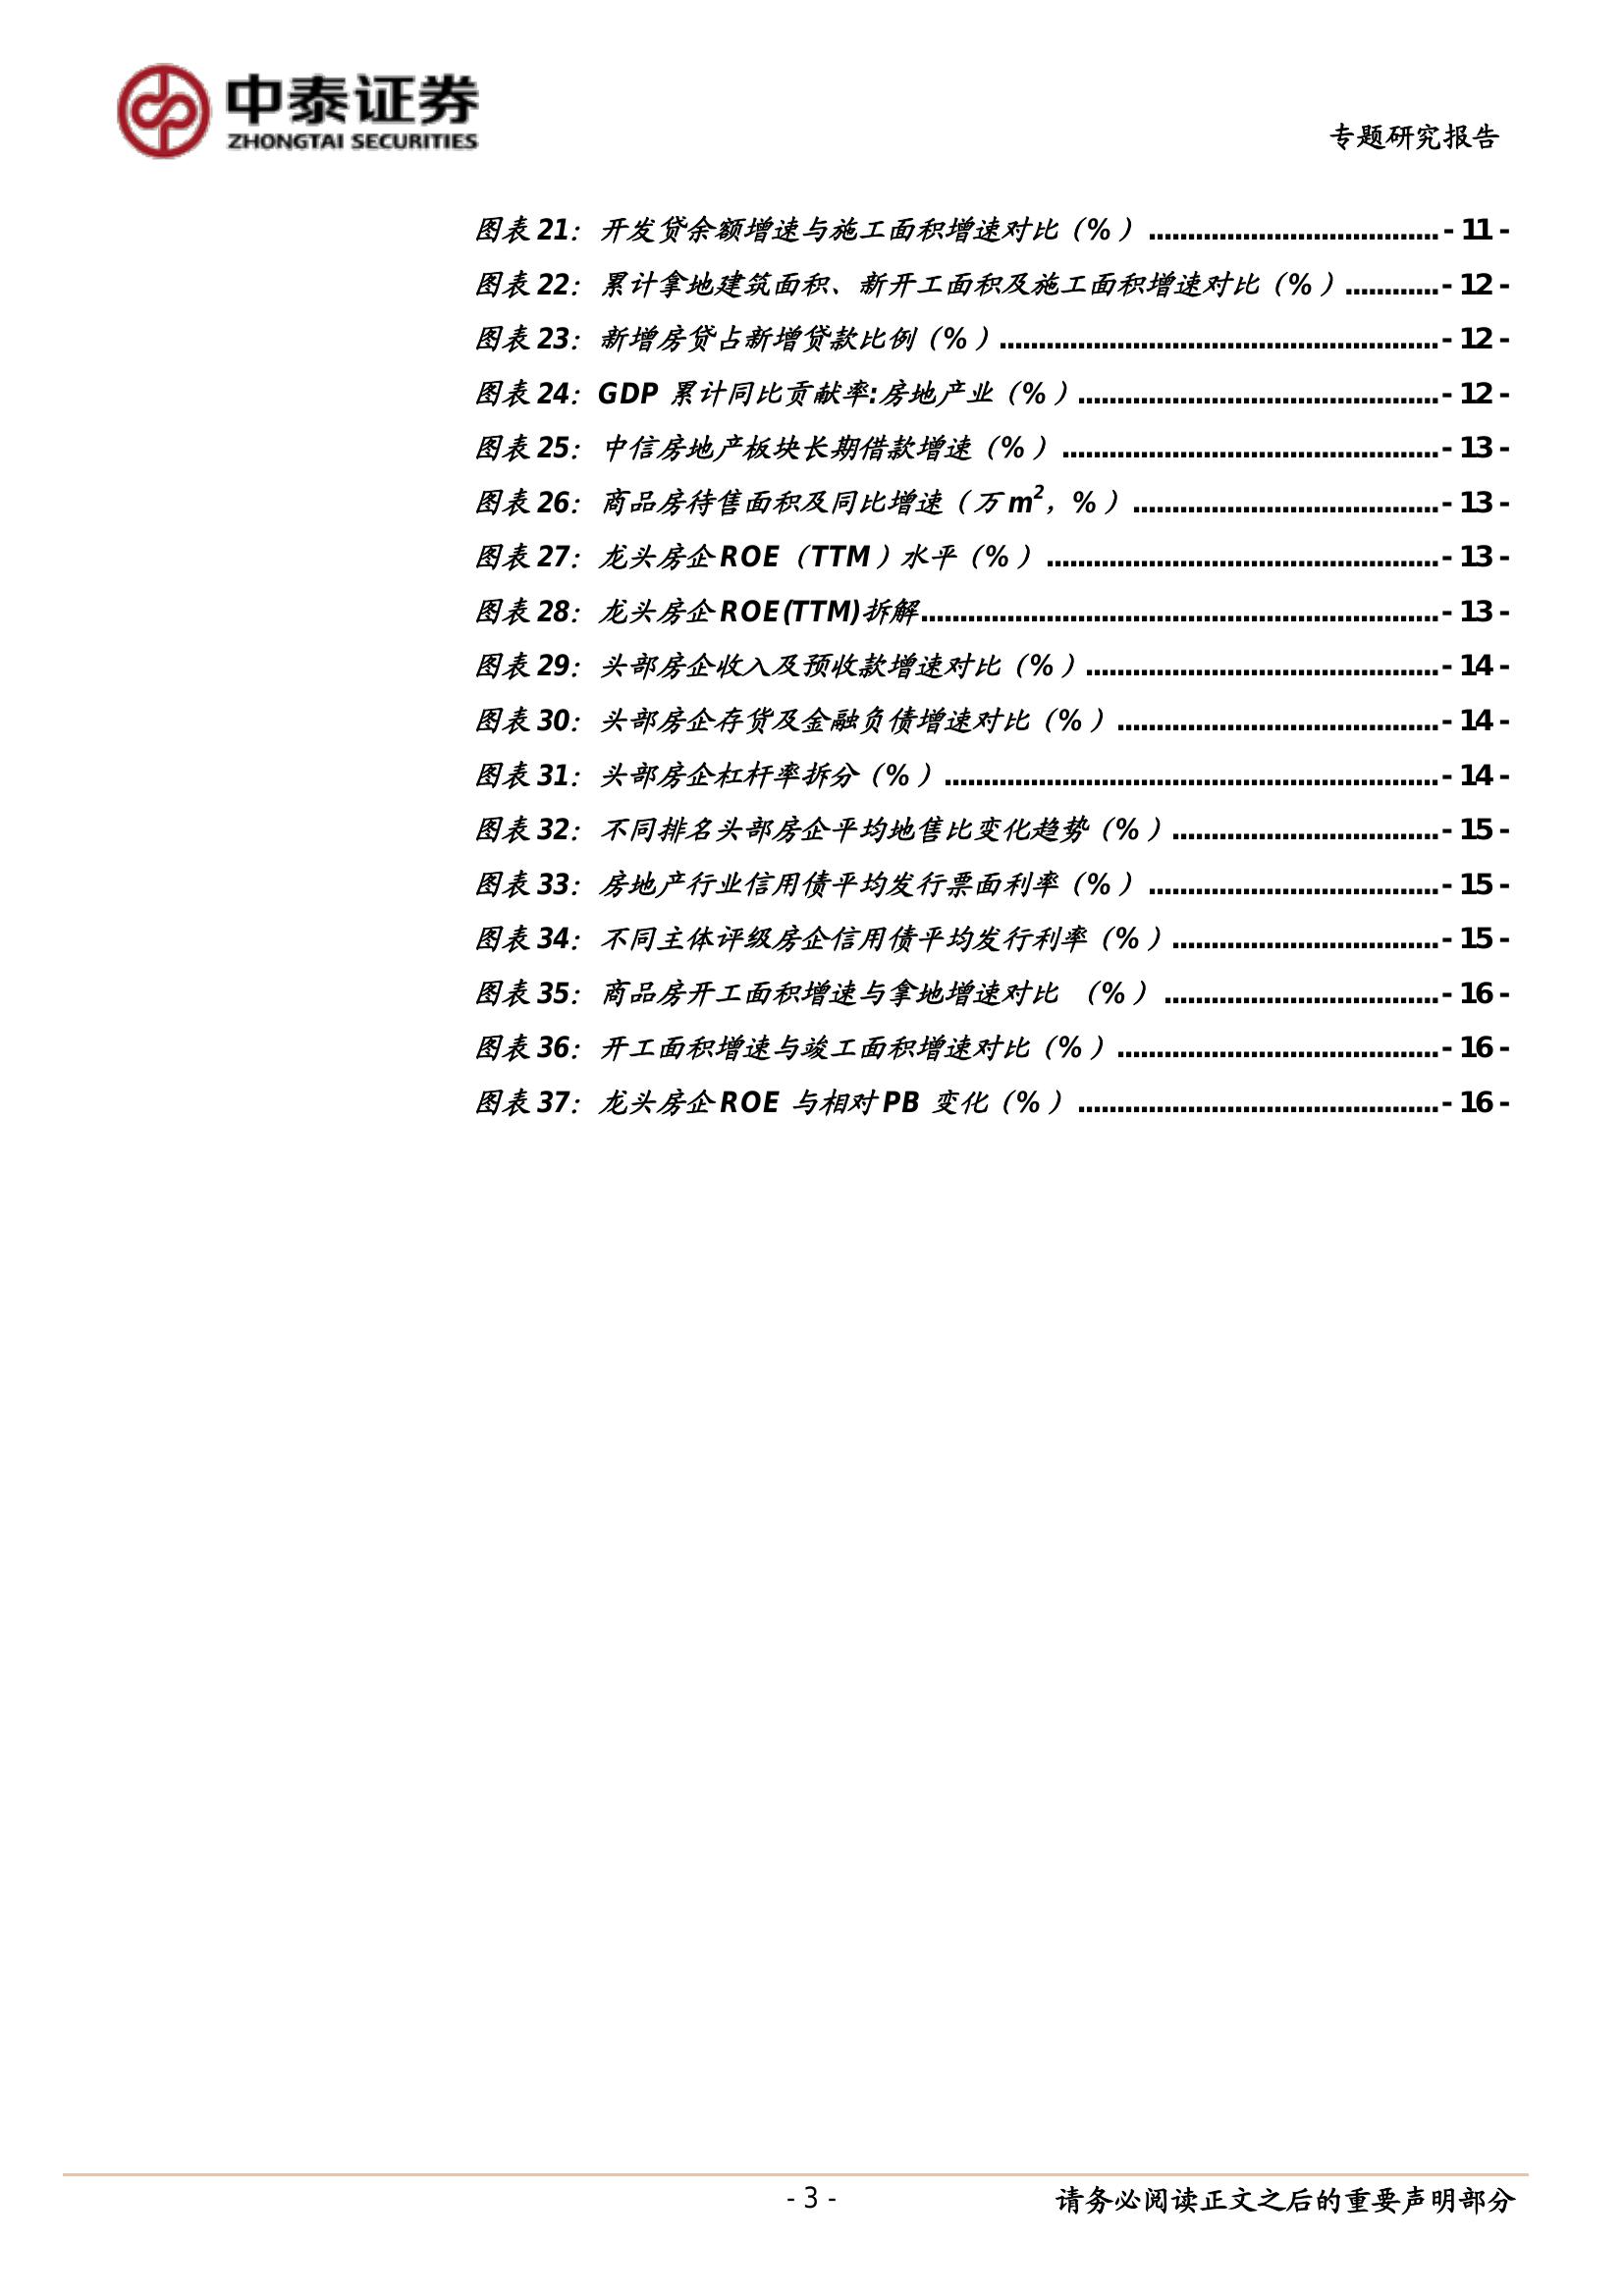 中泰证券
ZHONGTAI SECURITIES
专题研究报告
图表 21：开发贷余额增速与施工面积增速对比（%）.....................................- 11 -
图表 22：累计拿地建筑面积、新开工面积及施工面积增速对比（%）............- 12 -
图表 23：新增房贷占新增贷款比例（%）........................................................- 12 -
图表 24：GDP 累计同比贡献率:房地产业（%）..............................................- 12 -
图表 25：中信房地产板块长期借款增速（%）................................................- 13 -
图表 26：商品房待售面积及同比增速（万 m²，%）.......................................- 13 -
图表 27：龙头房企 ROE（TTM）水平（%）..................................................- 13 -
图表 28：龙头房企 ROE(TTM)拆解..................................................................- 13 -
图表 29：头部房企收入及预收款增速对比（%）.............................................- 14 -
图表 30：头部房企存货及金融负债增速对比（%）.........................................- 14 -
图表 31：头部房企杠杆率拆分（%）...............................................................- 14 -
图表 32：不同排名头部房企平均地售比变化趋势（%）..................................- 15 -
图表 33：房地产行业信用债平均发行票面利率（%）.....................................- 15 -
图表 34：不同主体评级房企信用债平均发行利率（%）..................................- 15 -
图表 35：商品房开工面积增速与拿地增速对比 （%）...................................- 16 -
图表 36：开工面积增速与竣工面积增速对比（%）.........................................- 16 -
图表 37：龙头房企 ROE 与相对 PB 变化（%）..............................................- 16 -
- 3 -
请务必阅读正文之后的重要声明部分